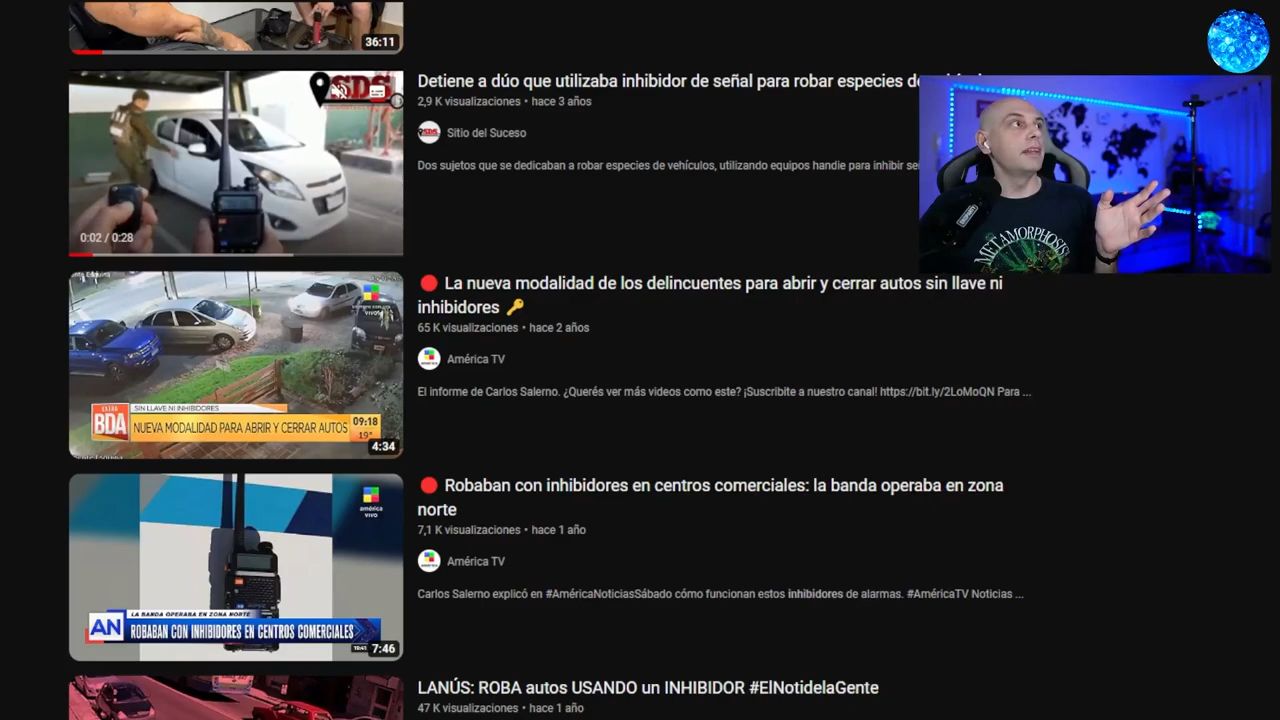 36:11
SDS
0:02 / 0:28
Detiene a dúo que utilizaba inhibidor de señal para robar especies
2,9 K visualizaciones • hace 3 años
SDS
Sitio del Suceso
Dos sujetos que se dedicaban a robar especies de vehículos, utilizando equipos handie para inhibir
METAMORPHOSIS
🔴 La nueva modalidad de los delincuentes para abrir y cerrar autos sin llave ni
inhibidores 🔑
65 K visualizaciones • hace 2 años
América TV
El informe de Carlos Salerno. ¿Querés ver más videos como este? ¡Suscribite a nuestro canal! https://bit.ly/2LoMoQN Para ...
SIN LLAVE NI INHIBIDORES
BDA
NUEVA MODALIDAD PARA ABRIR Y CERRAR AUTOS
09:18
19°
4:34
🔴 Robaban con inhibidores en centros comerciales: la banda operaba en zona
norte
7,1 K visualizaciones • hace 1 año
América TV
Carlos Salerno explicó en #AméricaNoticiasSábado cómo funcionan estos inhibidores de alarmas. #AméricaTV Noticias ...
américa
vivo
LA BANDA OPERABA EN ZONA NORTE
AN
ROBABAN CON INHIBIDORES EN CENTROS COMERCIALES
7:46
LANÚS: ROBA autos USANDO un INHIBIDOR #ElNotidelaGente
47 K visualizaciones • hace 1 año